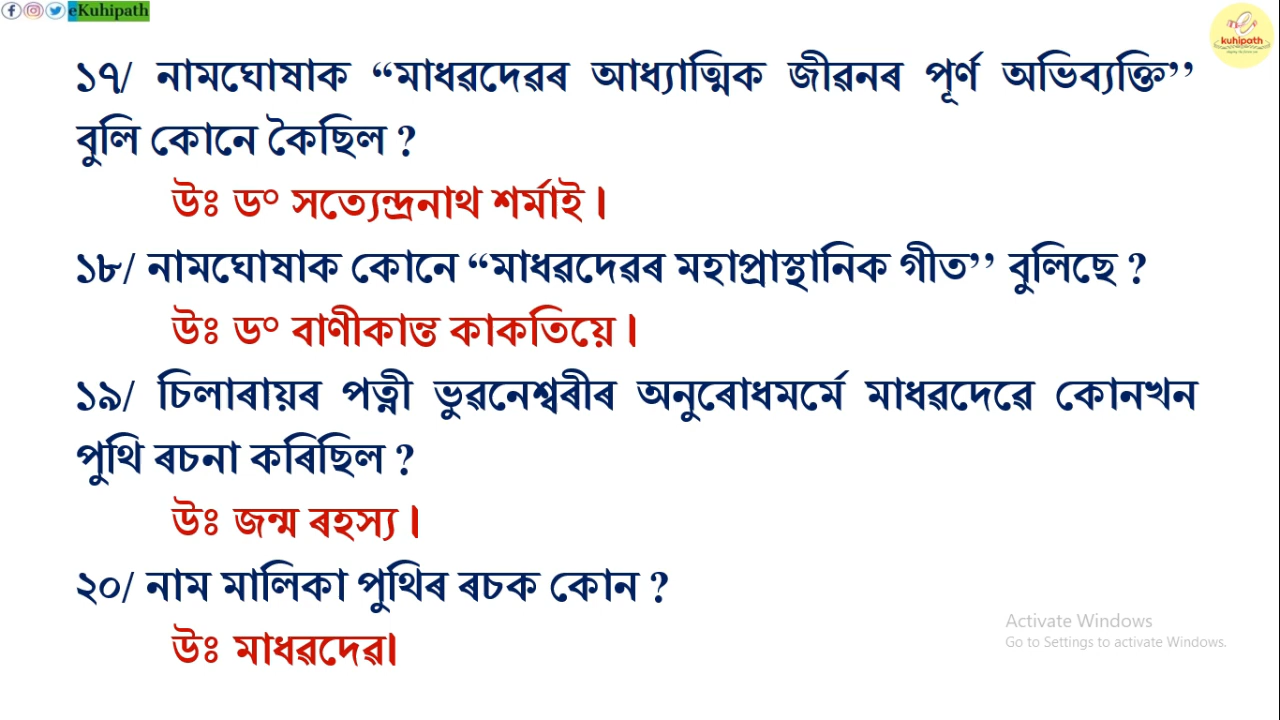 eKuhipath
kuhipath
১৭/ নামঘোষাক “মাধৱদেৱৰ আধ্যাত্মিক জীৱনৰ পূৰ্ণ অভিব্যক্তি’’
বুলি কোনে কৈছিল ?
উঃ ড° সত্যেন্দ্ৰনাথ শৰ্মাই।
১৮/ নামঘোষাক কোনে “মাধৱদেৱৰ মহাপ্ৰাস্থানিক গীত’’ বুলিছে ?
উঃ ড° বাণীকান্ত কাকতিয়ে।
১৯/ চিলাৰায়ৰ পত্নী ভুৱনেশ্বৰীৰ অনুৰোধমৰ্মে মাধৱদেৱে কোনখন
পুথি ৰচনা কৰিছিল ?
উঃ জন্ম ৰহস্য।
২০/ নাম মালিকা পুথিৰ ৰচক কোন ?
উঃ মাধৱদেৱ।
Activate Windows
Go to Settings to activate Windows.